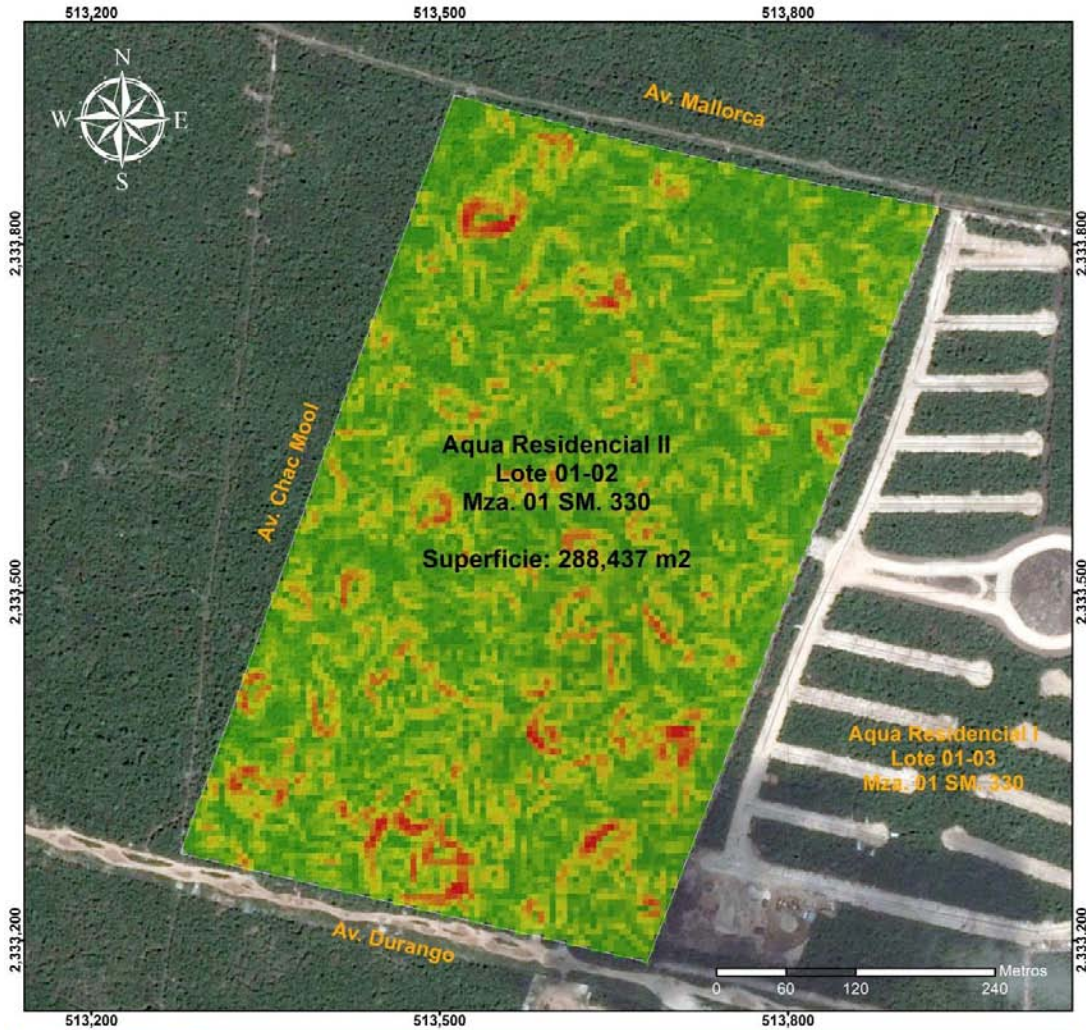 513,200 513,500 513,800
N
W E
S
Av. Mallorca
2,333,800 2,333,800
Av. Chac Mool
Aqua Residencial II
Lote 01-02
Mza. 01 SM. 330
Superficie: 288,437 m2
2,333,500 2,333,500
Aqua Residencial I
Lote 01-03
Mza. 01 SM. 330
2,333,200 2,333,200
Av. Durango
Metros
0 60 120 240
513,200 513,500 513,800